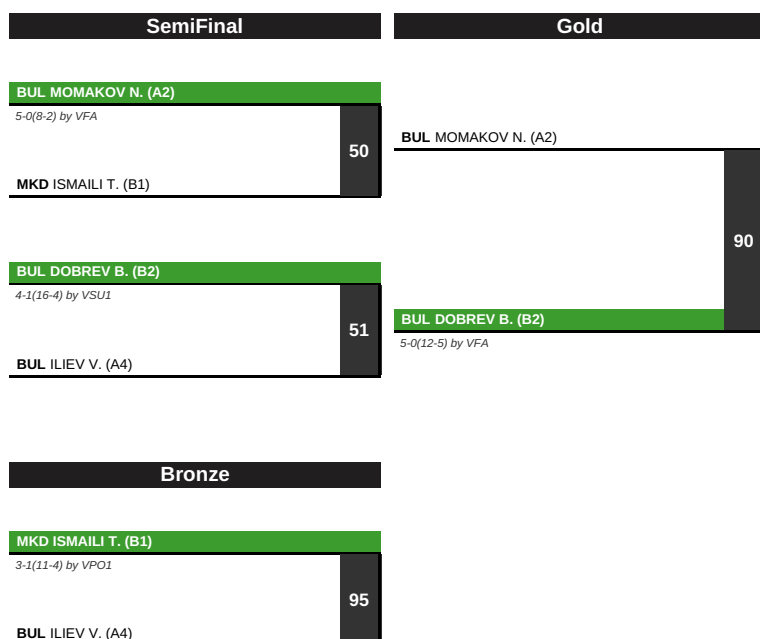 SemiFinal
BUL MOMAKOV N. (A2)
5-0(8-2) by VFA
50
MKD ISMAILI T. (B1)
BUL DOBREV B. (B2)
4-1(16-4) by VSU1
51
BUL ILIEV V. (A4)
Gold
BUL MOMAKOV N. (A2)
90
BUL DOBREV B. (B2)
5-0(12-5) by VFA
Bronze
MKD ISMAILI T. (B1)
3-1(11-4) by VPO1
95
BUL ILIEV V. (A4)